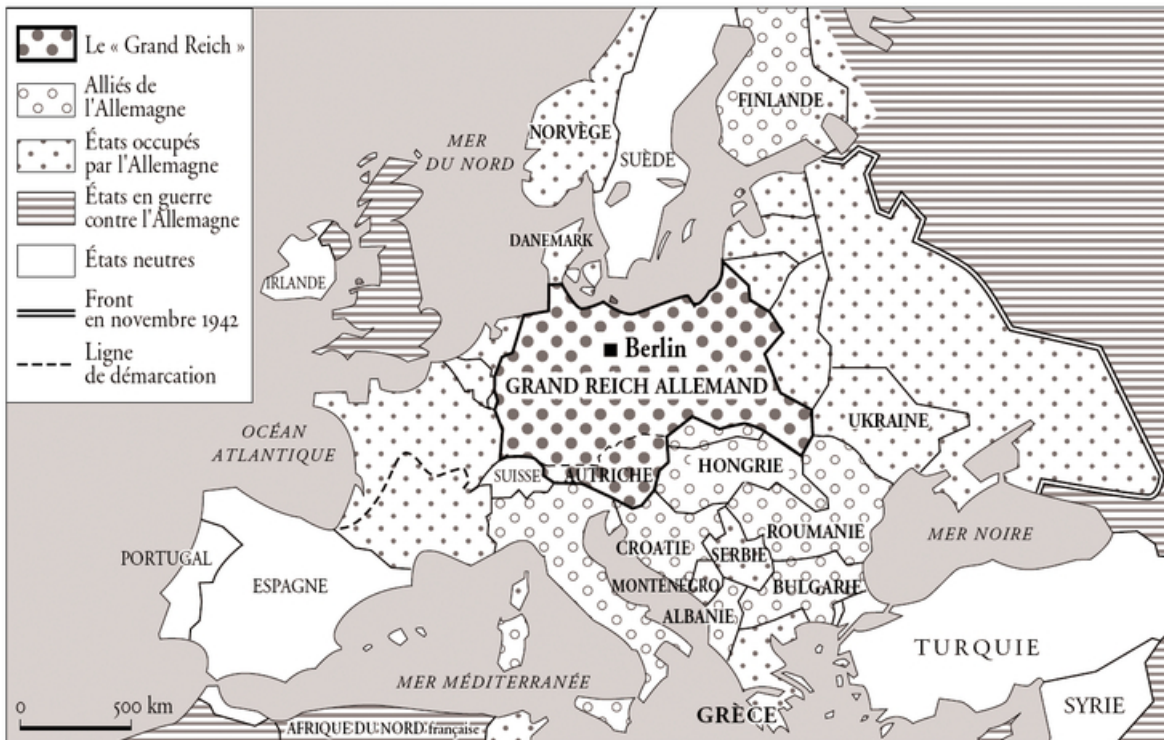 Le « Grand Reich »
Alliés de
l'Allemagne
États occupés
par l'Allemagne
États en guerre
contre l'Allemagne
États neutres
Front
en novembre 1942
Ligne
de démarcation
FINLANDE
NORVÈGE
MER
DU NORD
SUÈDE
DANEMARK
IRLANDE
Berlin
GRAND REICH ALLEMAND
UKRAINE
OCÉAN
ATLANTIQUE
SUISSE
AUTRICHE
HONGRIE
MER NOIRE
ROUMANIE
CROATIE
SERBIE
PORTUGAL
ESPAGNE
MONTÉNÉGRO
BULGARIE
ALBANIE
TURQUIE
MER MÉDITERRANÉE
SYRIE
GRÈCE
0 500 km
AFRIQUE DU NORD française